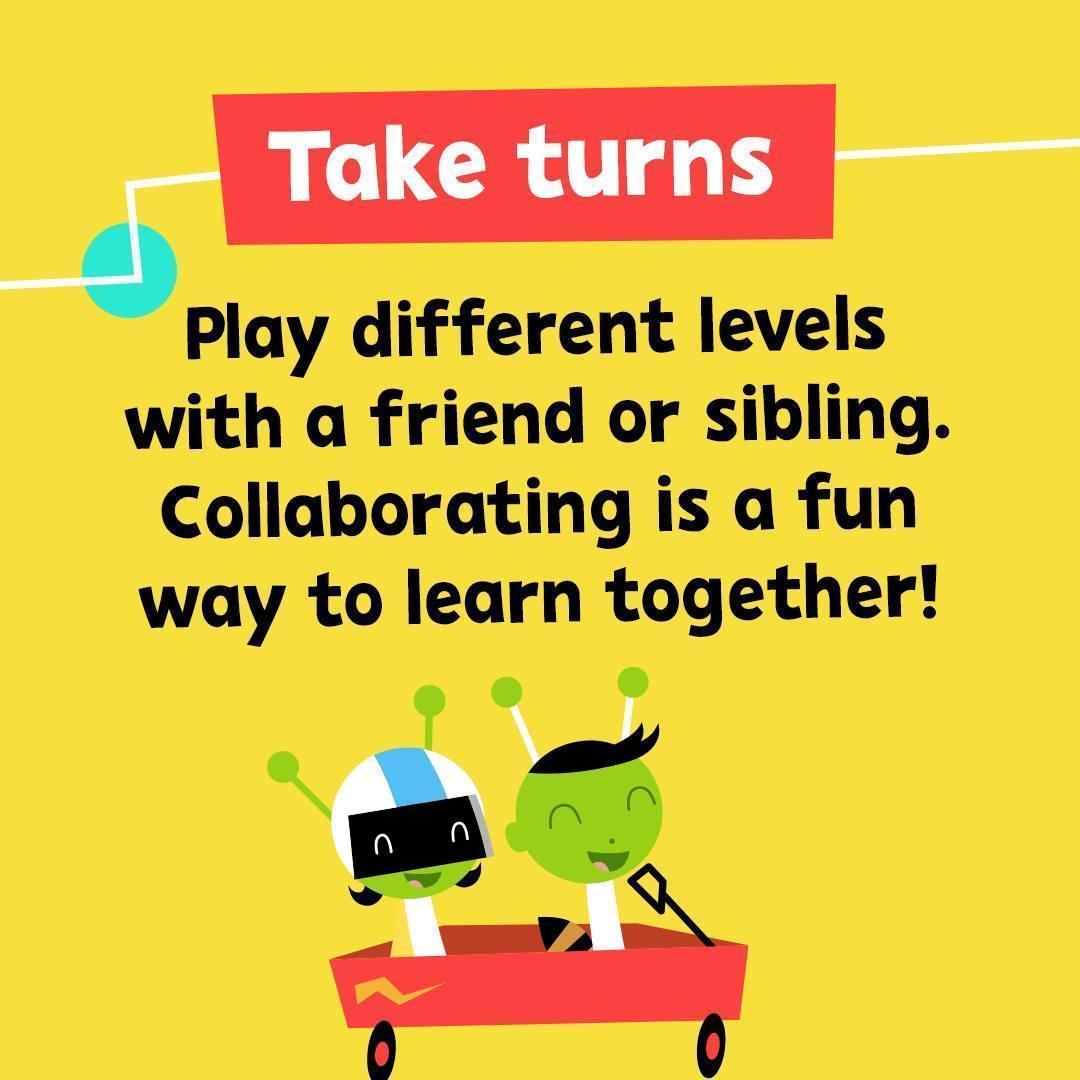 Take turns
Play different levels
with a friend or sibling.
Collaborating is a fun
way to learn together!